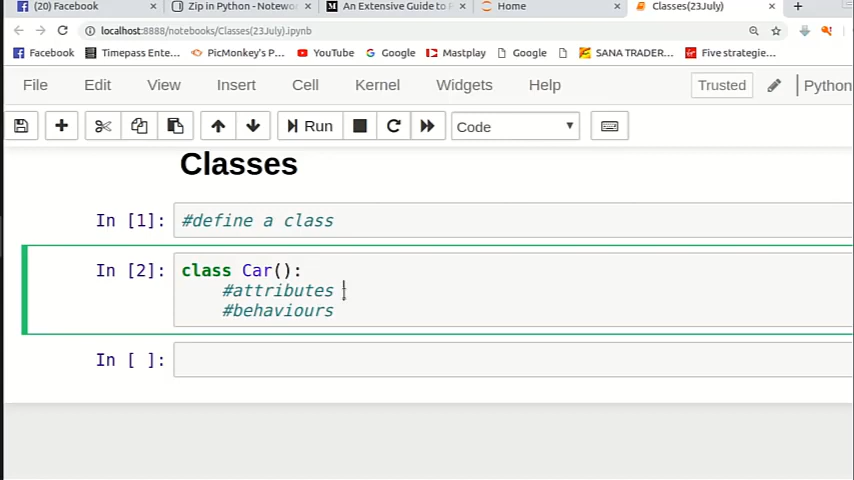 (20) Facebook
Zip in Python - Notewo
An Extensive Guide to
Home
Classes(23July)
localhost:8888/notebooks/Classes(23July).ipynb
Facebook
Timepass Ente...
PicMonkey's P...
YouTube
Google
Mastplay
Google
SANA TRADER...
Five strategie...
File
Edit
View
Insert
Cell
Kernel
Widgets
Help
Trusted
Python
Run
Code
Classes
In [1]: #define a class
In [2]: class Car():
#attributes
#behaviours
In [ ]: